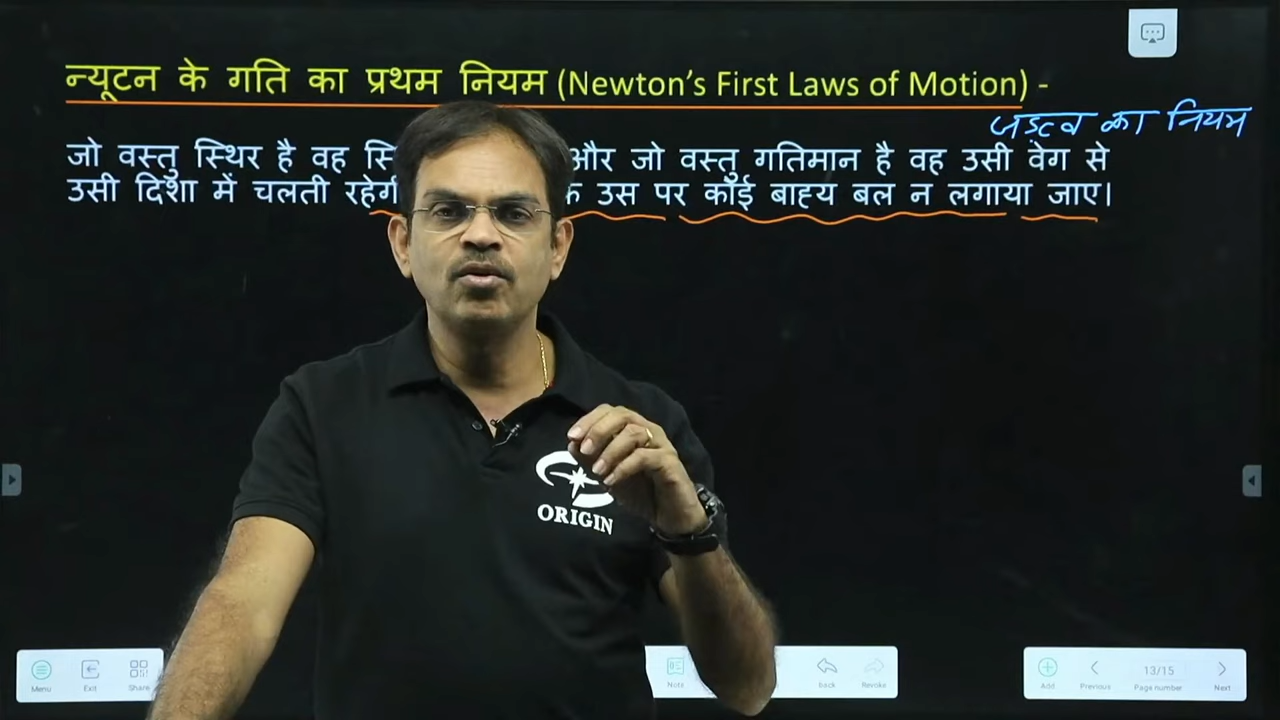 न्यूटन के गति का प्रथम नियम (Newton's First Laws of Motion) -
जड़त्व का नियम
जो वस्तु स्थिर है वह और जो वस्तु गतिमान है वह उसी वेग से
उसी दिशा में चलती उस पर कोई बाह्य बल न लगाया जाए।
ORIGIN
Menu
Exit
Share
Note
Back
Revoke
Add
Previous
13/15
Page number
Next